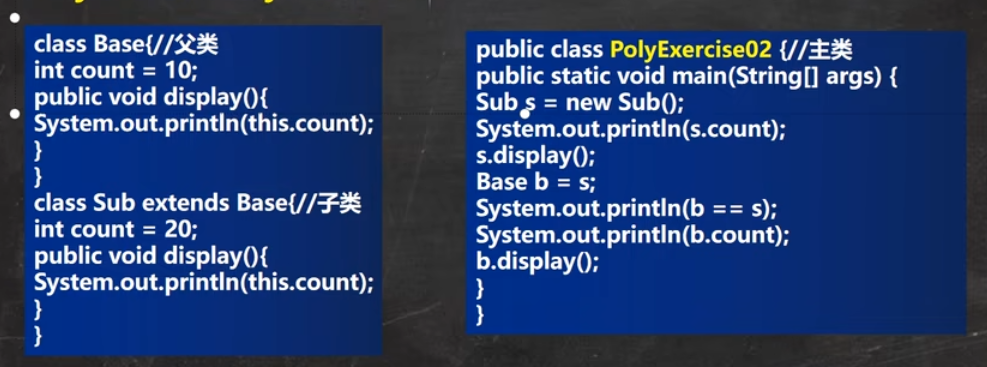 class Base{//父类
int count = 10;
public void display(){
System.out.println(this.count);
}
}
class Sub extends Base{//子类
int count = 20;
public void display(){
System.out.println(this.count);
}
}
public class PolyExercise02 {//主类
public static void main(String[] args) {
Sub s = new Sub();
System.out.println(s.count);
s.display();
Base b = s;
System.out.println(b == s);
System.out.println(b.count);
b.display();
}
}